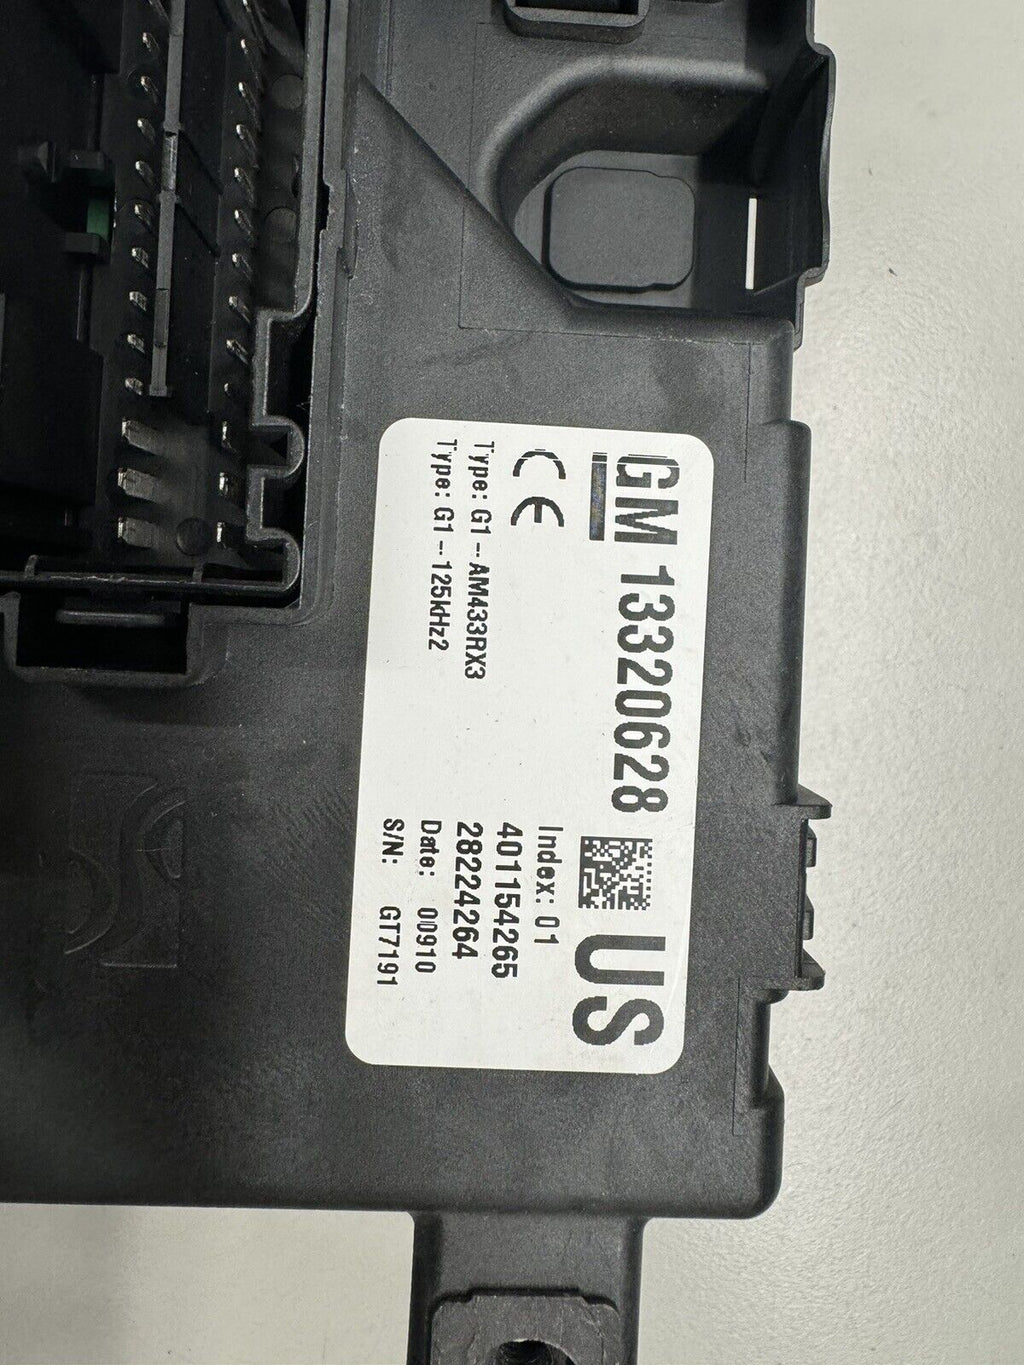 GM 13320628 US
CE
Index: 01
Type: G1--AM433RX3
401154265
Type: G1--125kHz2
28224264
Date: 00910
S/N: GT7191